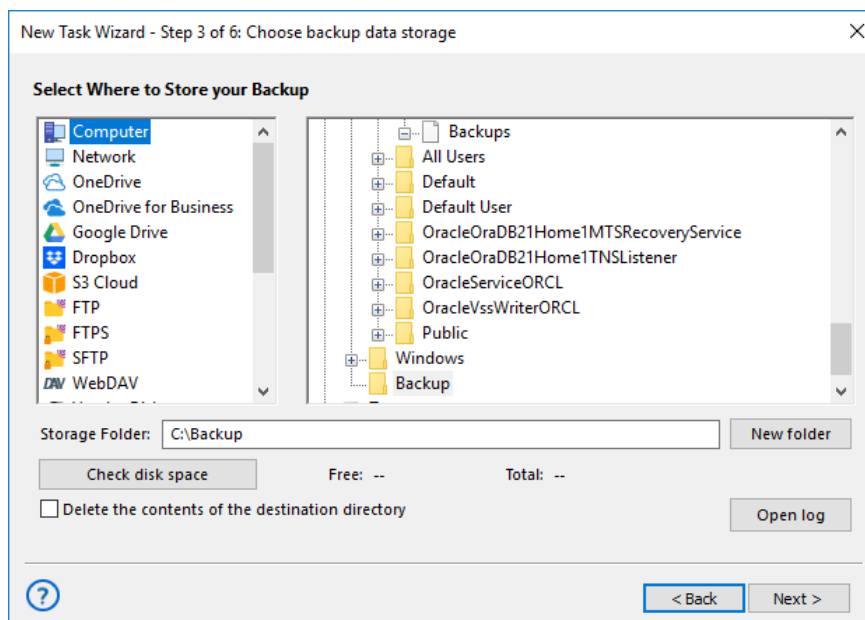 New Task Wizard - Step 3 of 6: Choose backup data storage
Select Where to Store your Backup
Computer
Network
OneDrive
OneDrive for Business
Google Drive
Dropbox
S3 Cloud
FTP
FTPS
SFTP
DAV WebDAV
Backups
All Users
Default
Default User
OracleOraDB21Home1MTSRecoveryService
OracleOraDB21Home1TNSListener
OracleServiceORCL
OracleVssWriterORCL
Public
Windows
Backup
Storage Folder: C:\Backup New folder
Check disk space Free: -- Total: --
Delete the contents of the destination directory
Open log
? < Back Next >